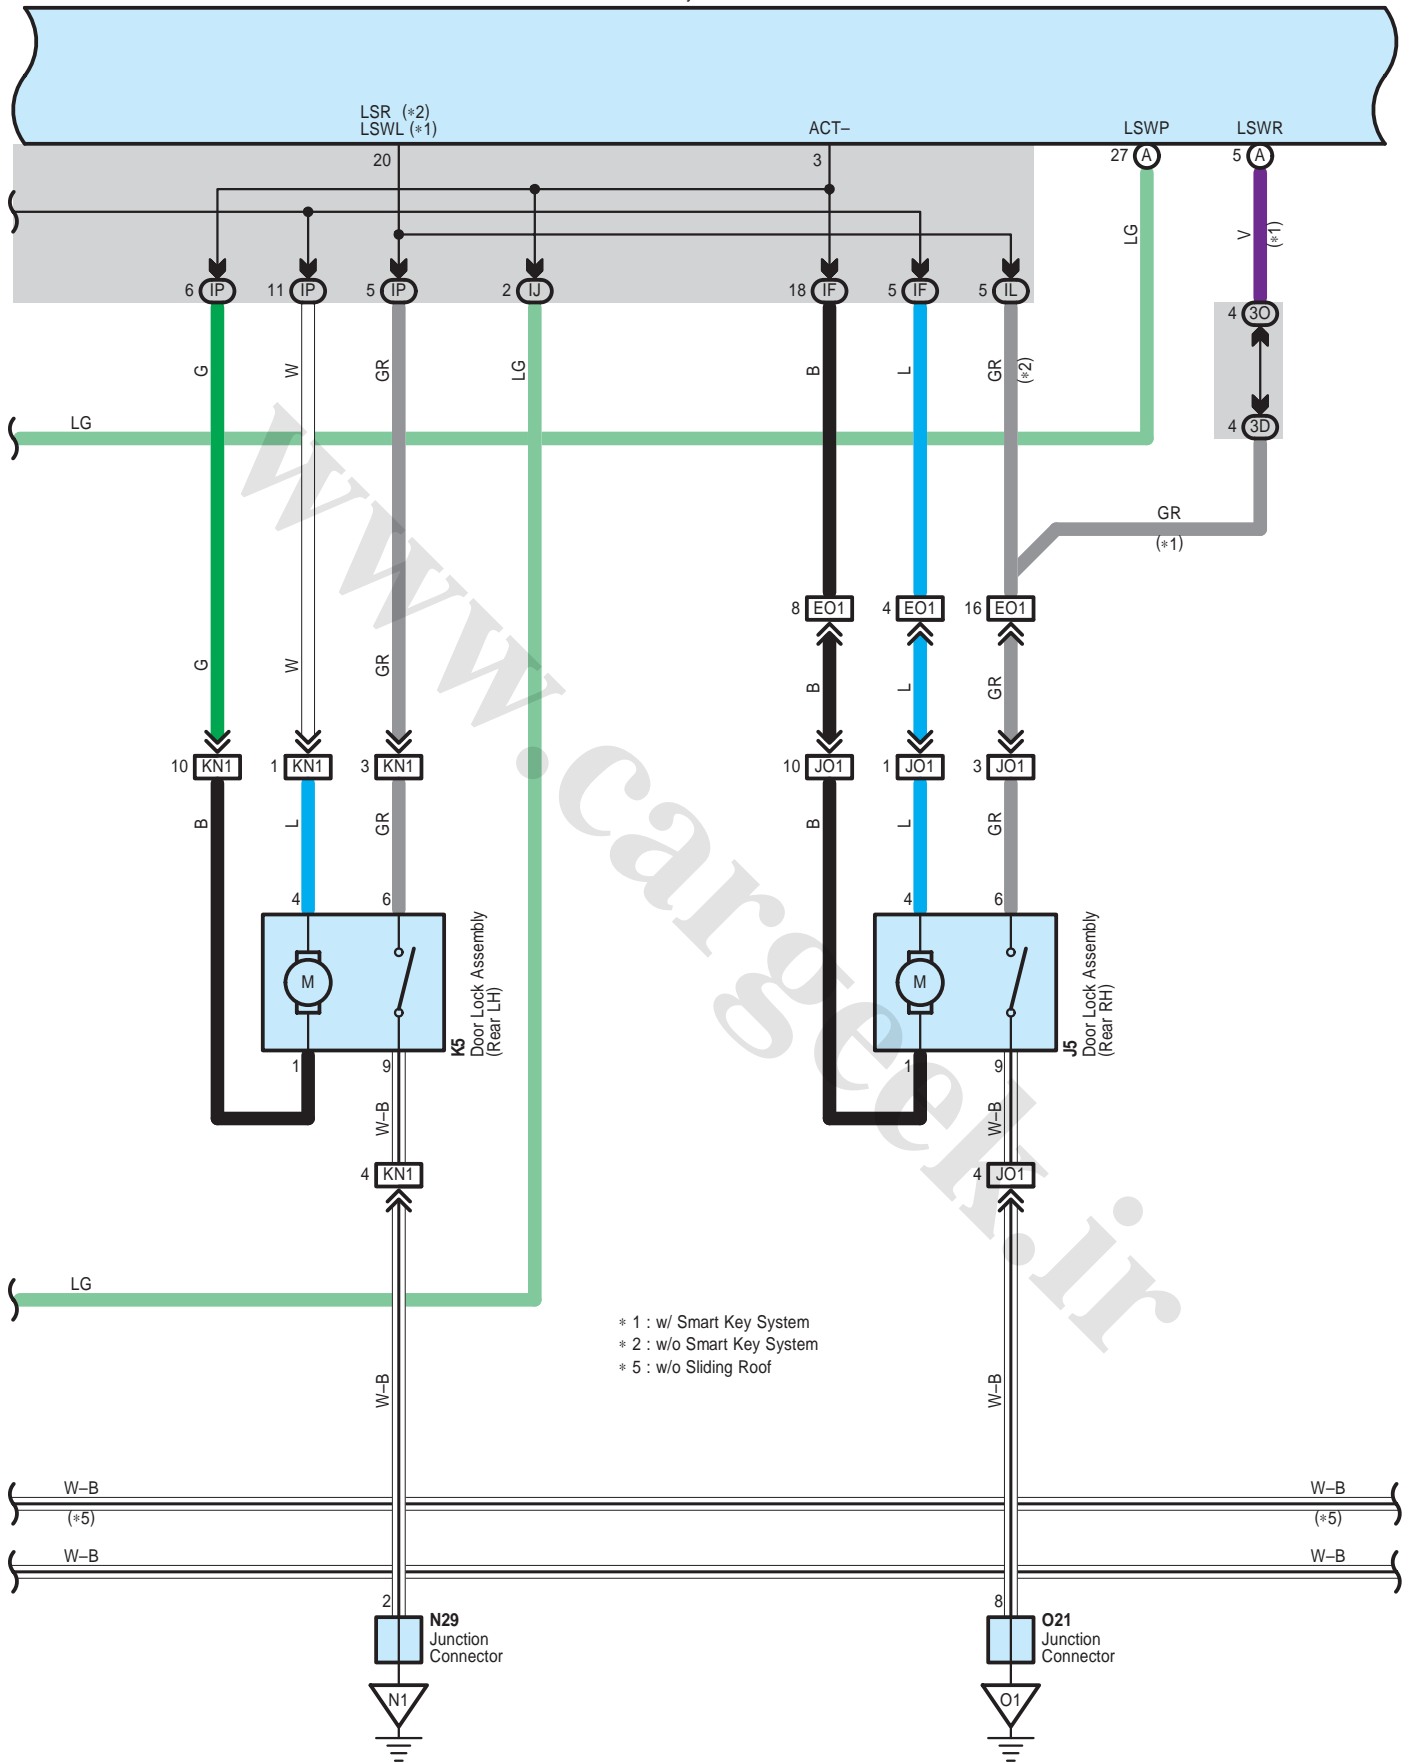 LSR (*2)
LSWL (*1)
ACT–
LSWP
LSWR
20
3
27 A
5 A
LG
V
(*1)
6 IP
11 IP
5 IP
2 IJ
18 IF
5 IF
5 IL
4 3O
G
W
GR
LG
B
L
GR
(*2)
LG
4 3D
GR
(*1)
8 EO1
4 EO1
16 EO1
G
W
GR
B
L
GR
10 KN1
1 KN1
3 KN1
10 JO1
1 JO1
3 JO1
B
L
GR
B
L
GR
4
6
4
6
M
K5
Door Lock Assembly
(Rear LH)
M
J5
Door Lock Assembly
(Rear RH)
1
9
1
9
W–B
W–B
4 KN1
4 JO1
LG
* 1 : w/ Smart Key System
* 2 : w/o Smart Key System
* 5 : w/o Sliding Roof
W–B
W–B
W–B
(*5)
W–B
(*5)
W–B
W–B
2
N29
Junction
Connector
8
O21
Junction
Connector
N1
O1
www.cargeek.ir